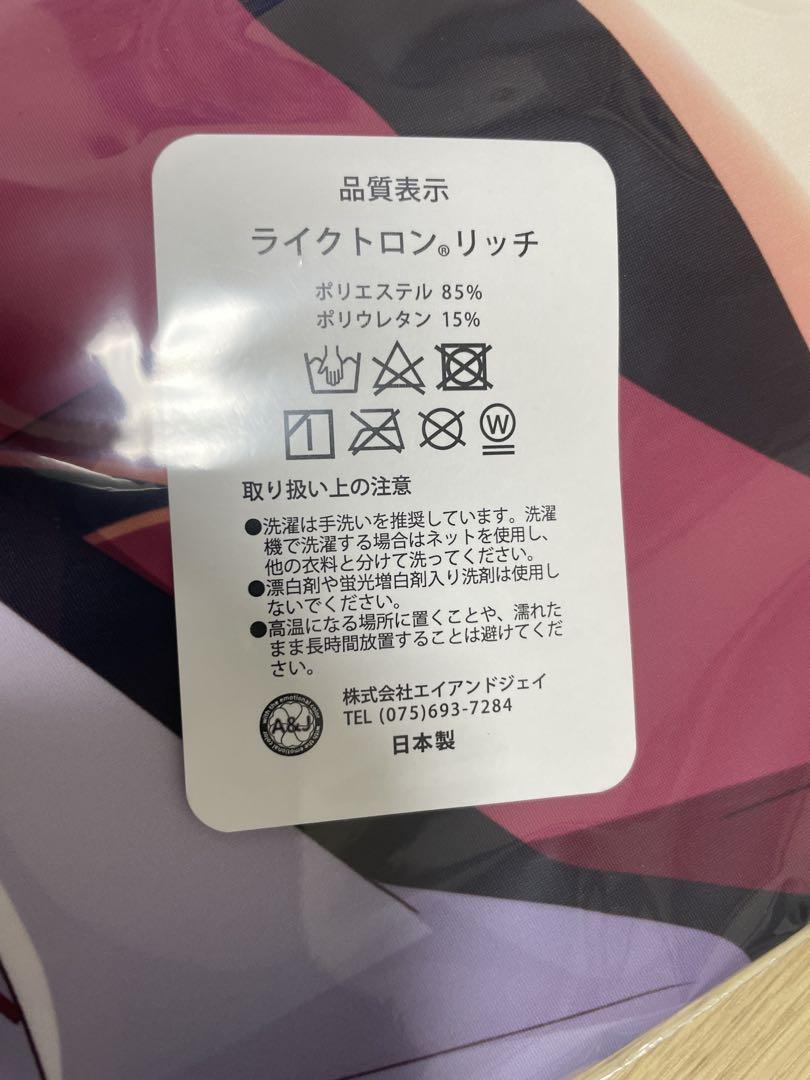 品質表示
ライクトロン®リッチ
ポリエステル 85%
ポリウレタン 15%
W
取り扱い上の注意
●洗濯は手洗いを推奨しています。洗濯
機で洗濯する場合はネットを使用し、
他の衣料と分けて洗ってください。
●漂白剤や蛍光増白剤入り洗剤は使用し
ないでください。
●高温になる場所に置くことや、濡れた
まま長時間放置することは避けてくだ
さい。
with the emotional color
A&J
with the emotional color
株式会社エイアンドジェイ
TEL (075)693-7284
日本製